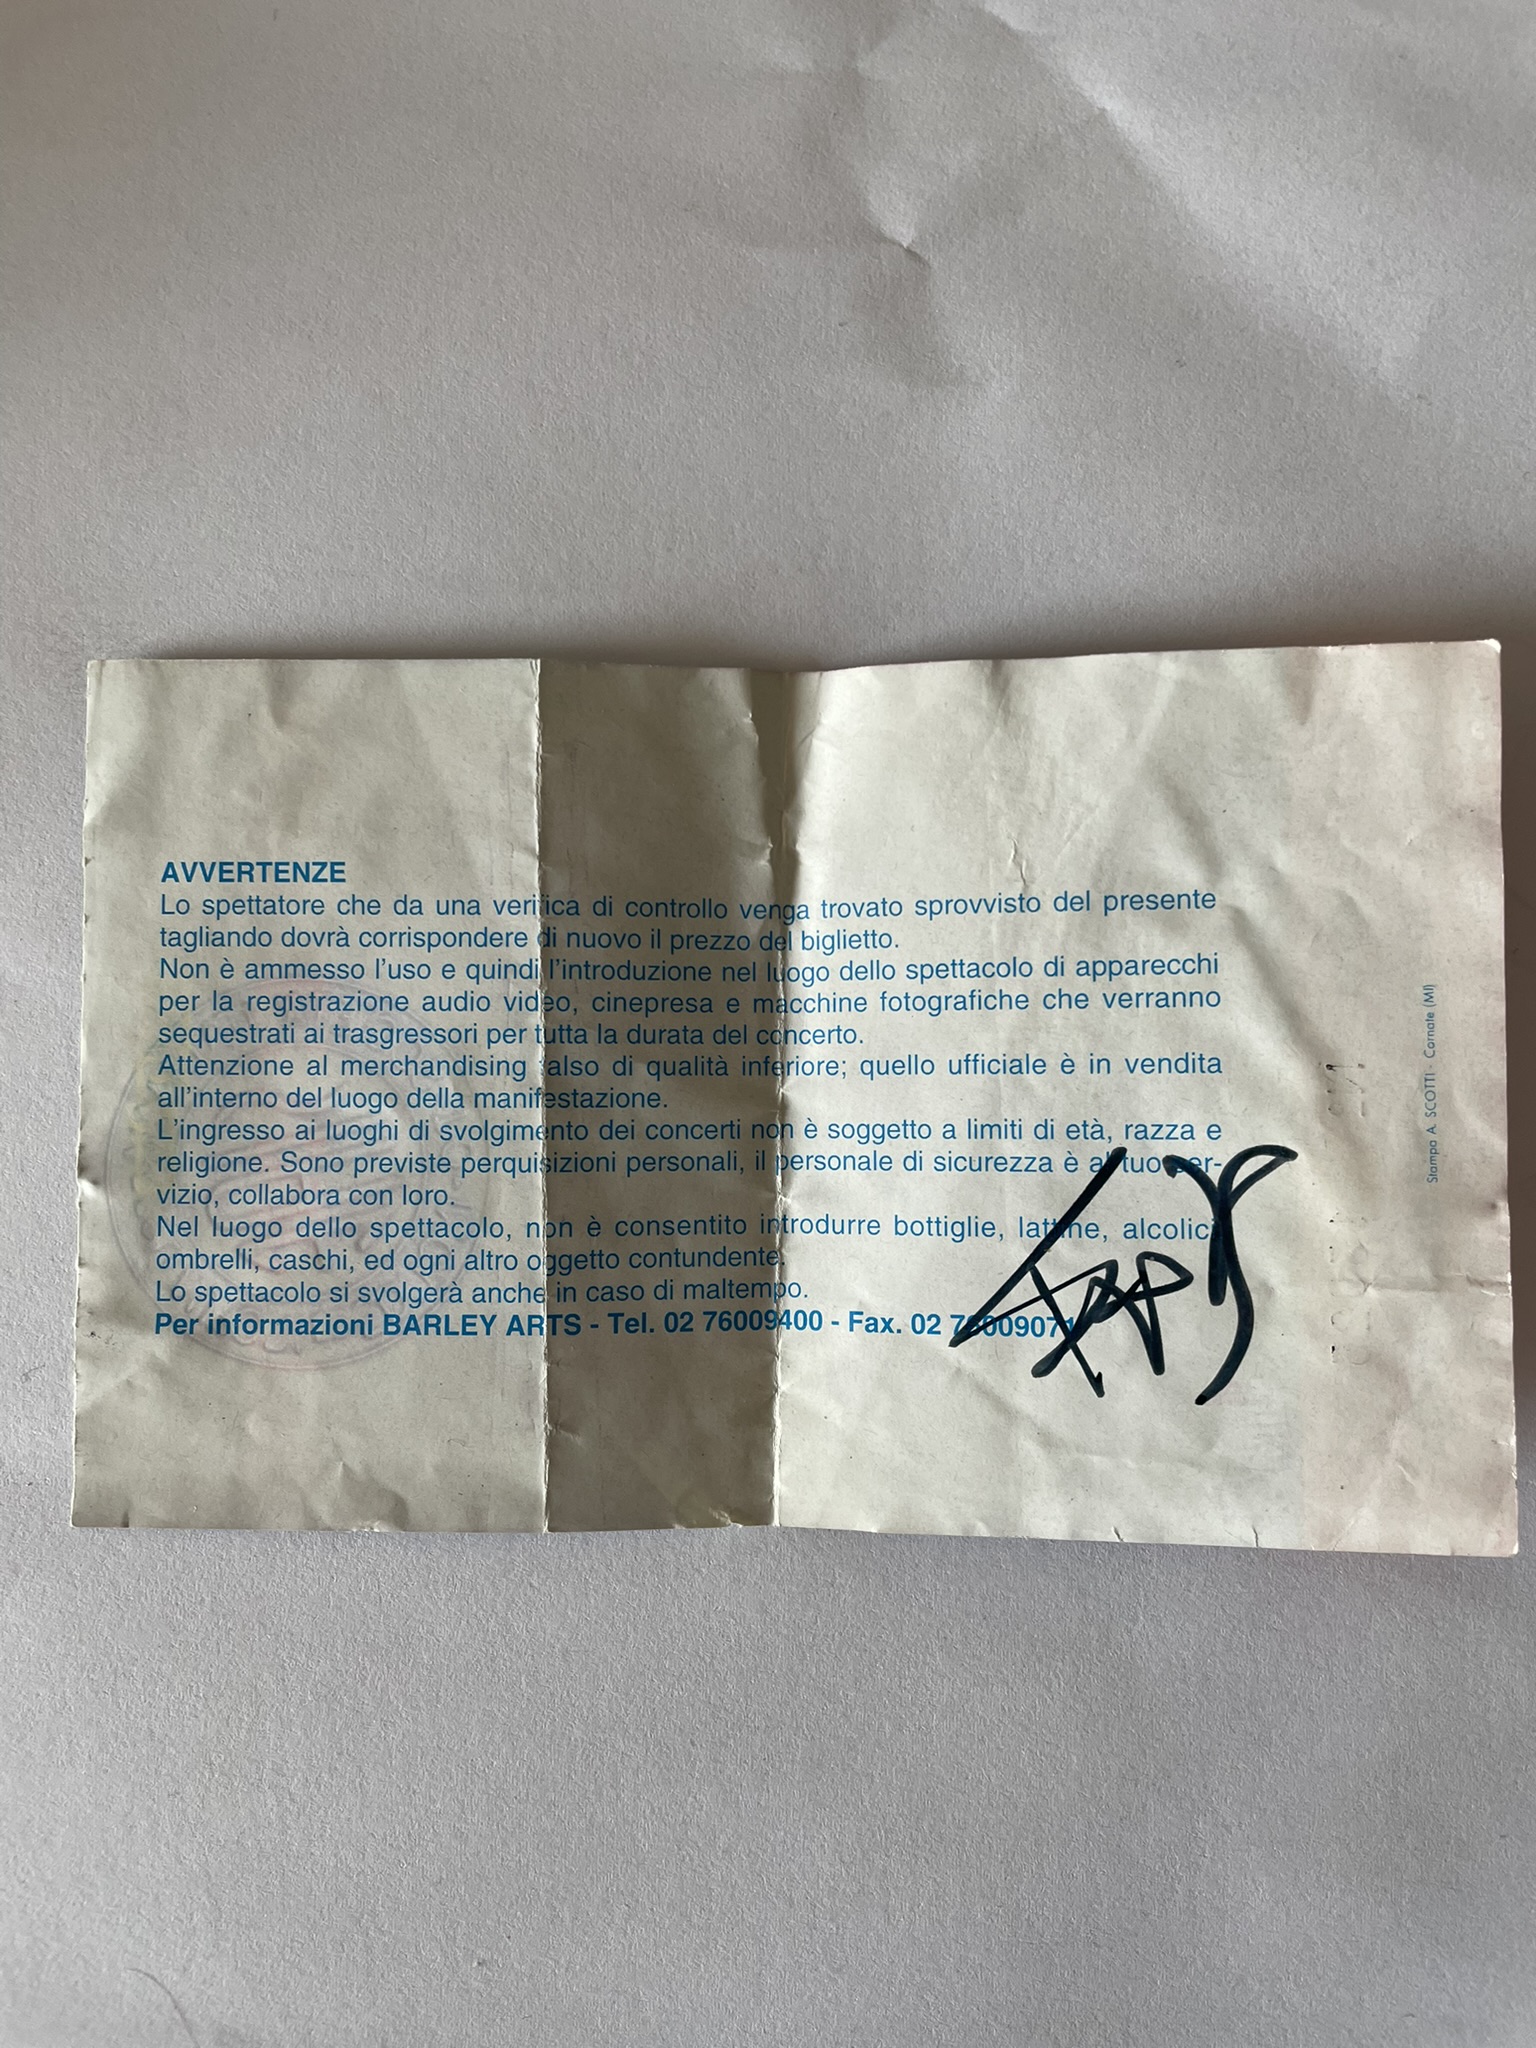 AVVERTENZE
Lo spettatore che da una verifica di controllo venga trovato sprovvisto del presente
tagliando dovrà corrispondere di nuovo il prezzo del biglietto.
Non è ammesso l'uso e quindi l'introduzione nel luogo dello spettacolo di apparecchi
per la registrazione audio video, cinepresa e macchine fotografiche che verranno
sequestrati ai trasgressori per tutta la durata del concerto.
Attenzione al merchandising falso di qualità inferiore; quello ufficiale è in vendita
all'interno del luogo della manifestazione.
L'ingresso ai luoghi di svolgimento dei concerti non è soggetto a limiti di età, razza e
religione. Sono previste perquisizioni personali, il personale di sicurezza è al tuo ser-
vizio, collabora con loro.
Nel luogo dello spettacolo, non è consentito introdurre bottiglie, lattine, alcolici
ombrelli, caschi, ed ogni altro oggetto contundente.
Lo spettacolo si svolgerà anche in caso di maltempo.
Per informazioni BARLEY ARTS - Tel. 02 76009400 - Fax. 02 76009071
Stampa A. SCOTTI - Cornate (MI)